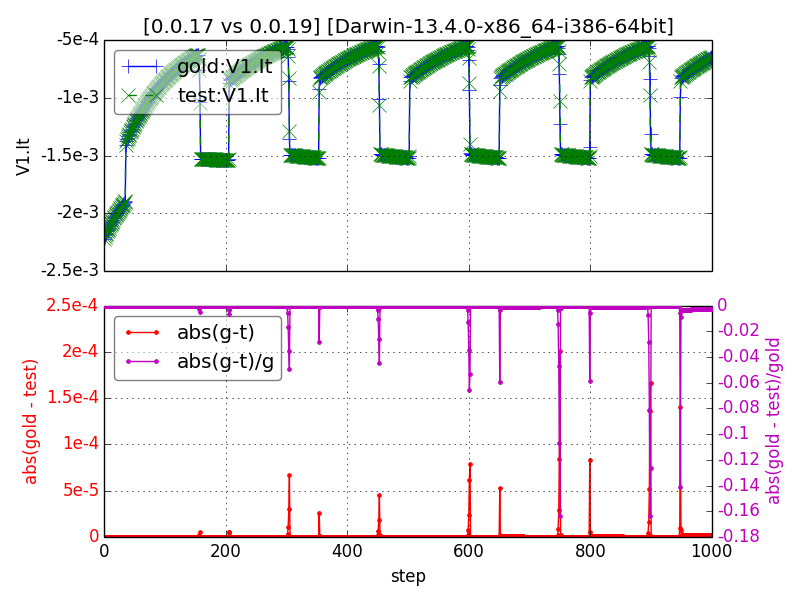 [0.0.17 vs 0.0.19] [Darwin-13.4.0-x86_64-i386-64bit]
-5e-4
-1e-3
-1.5e-3
-2e-3
-2.5e-3
V1.It
gold:V1.It
test:V1.It
2.5e-4
2e-4
1.5e-4
1e-4
5e-5
0
abs(gold - test)
abs(g-t)
abs(g-t)/g
0
-0.02
-0.04
-0.06
-0.08
-0.1
-0.12
-0.14
-0.16
-0.18
abs(gold - test)/gold
0 200 400 600 800 1000
step